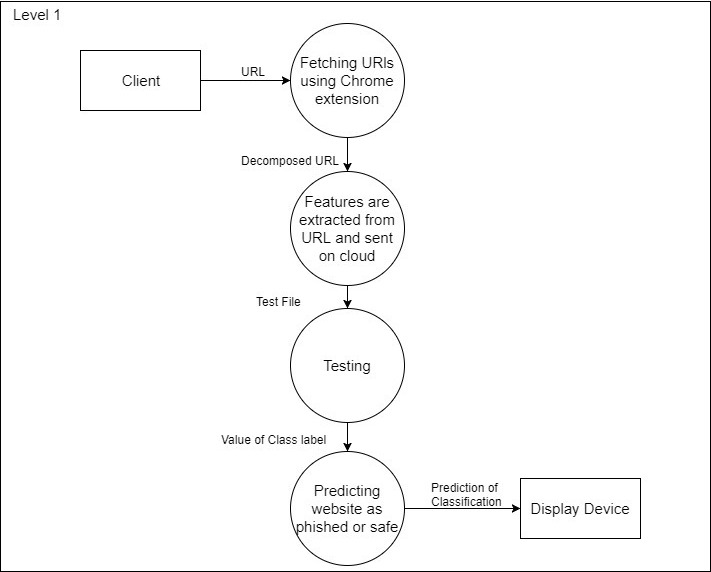 Level 1
Client
URL
Fetching URIs
using Chrome
extension
Decomposed URL
Features are
extracted from
URL and sent
on cloud
Test File
Testing
Value of Class label
Predicting
website as
phished or safe
Prediction of
Classification
Display Device